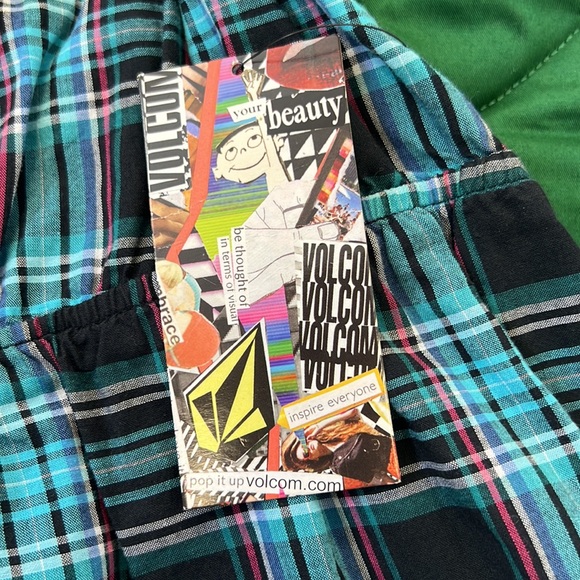 VOLCOM
your beauty
be thought of
in terms of visual
brace
VOLCOM
VOLCOM
VOLCOM
VOLCOM
inspire everyone
pop it up volcom.com